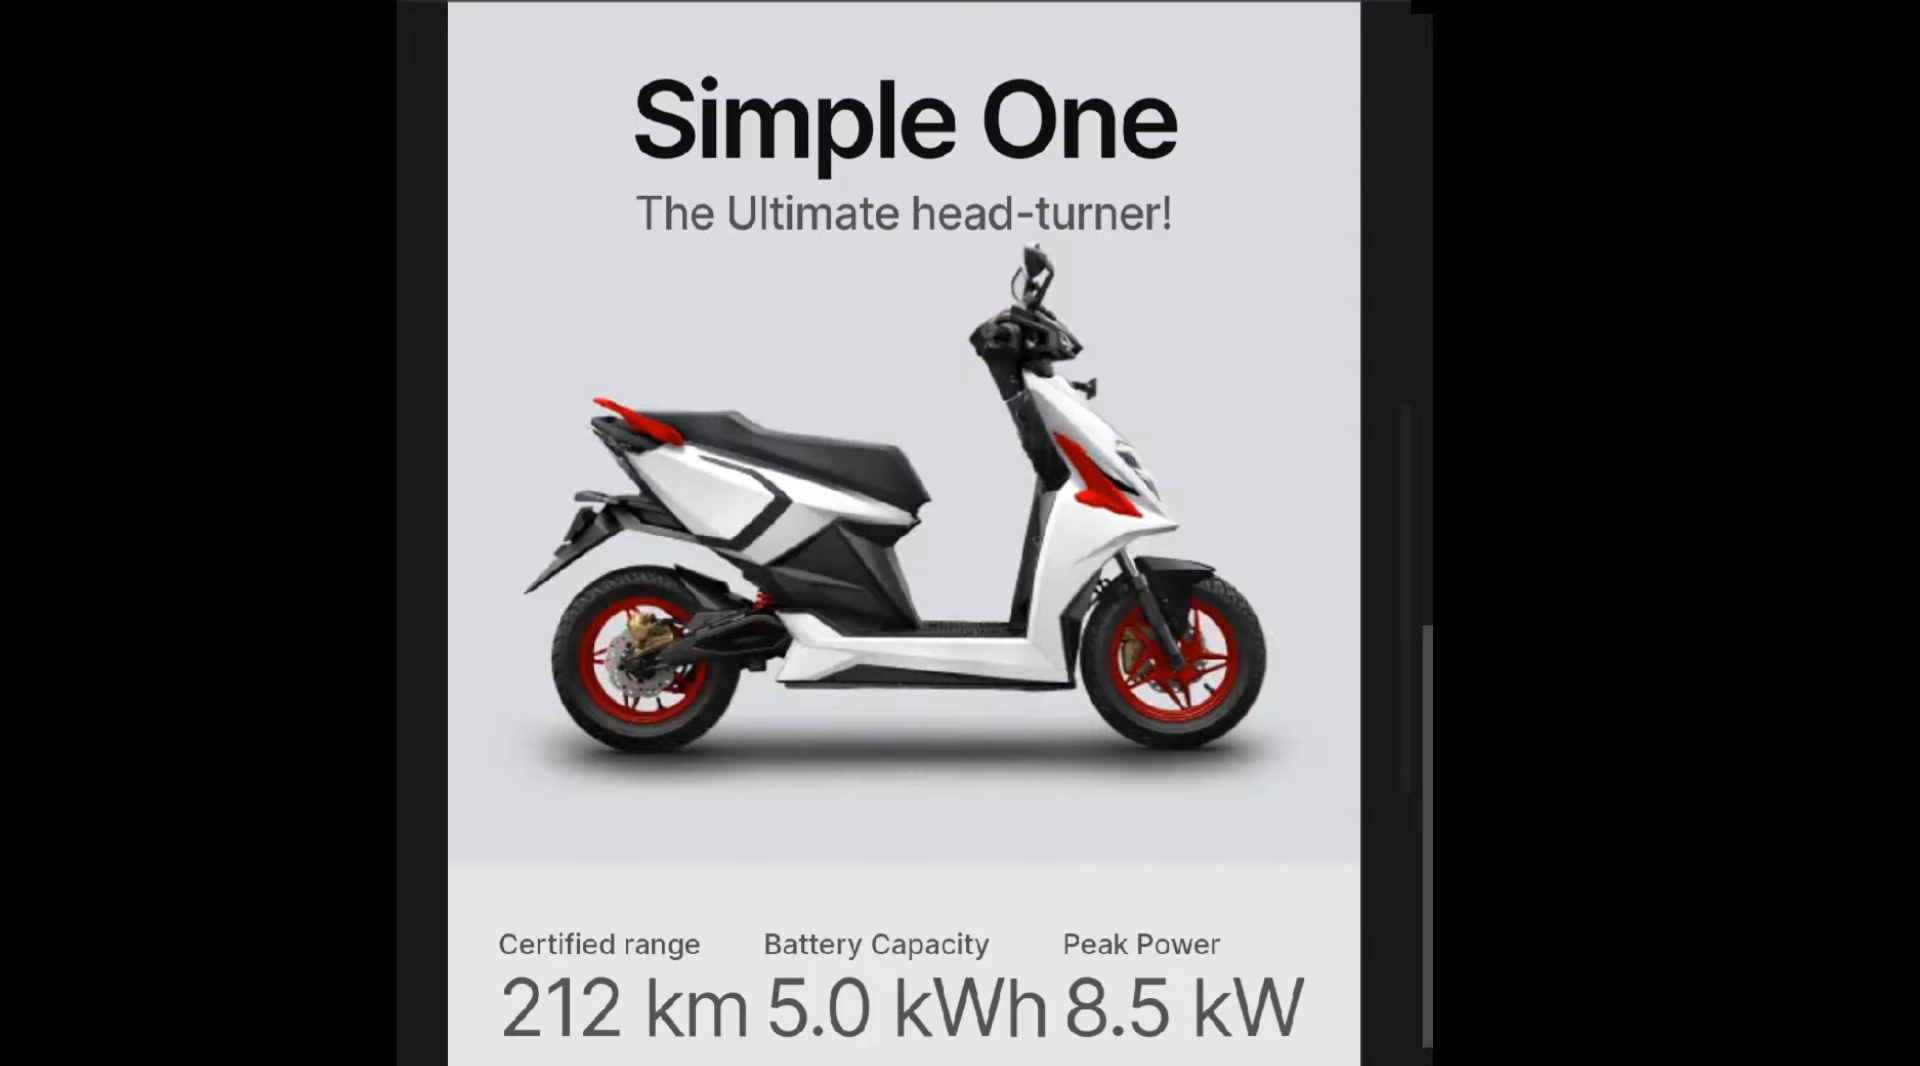 Simple One
The Ultimate head-turner!
Certified range Battery Capacity Peak Power
212 km 5.0 kWh 8.5 kW